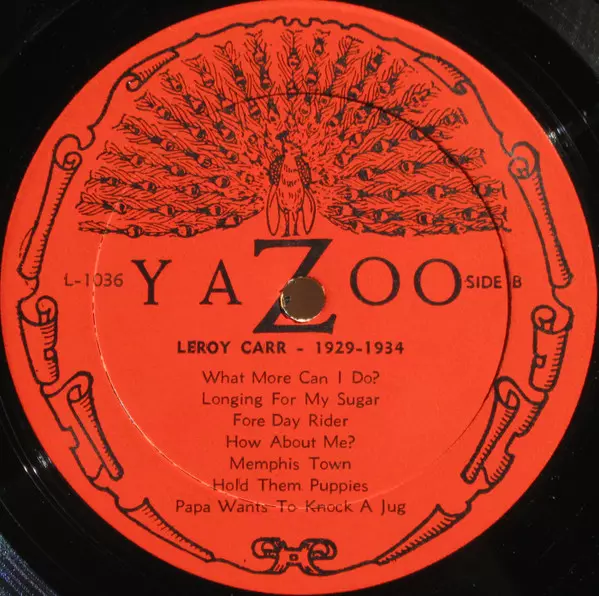 L-1036 YAZOO SIDE B
LEROY CARR - 1929-1934
What More Can I Do?
Longing For My Sugar
Fore Day Rider
How About Me?
Memphis Town
Hold Them Puppies
Papa Wants To Knock A Jug